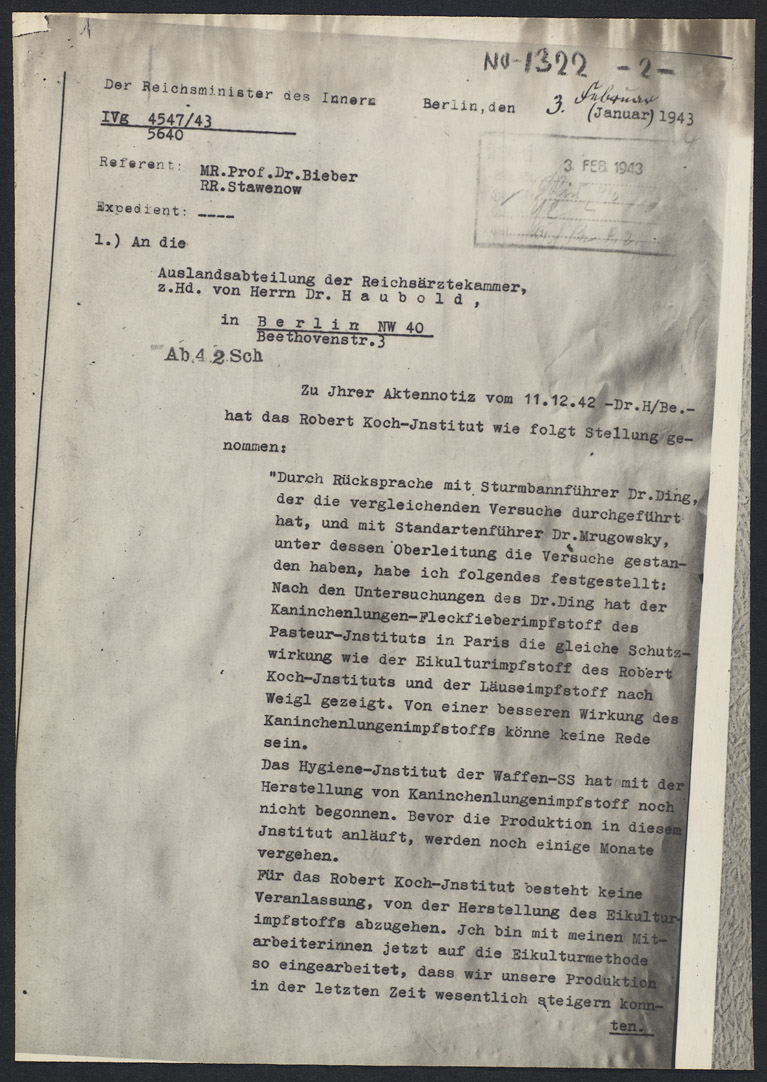 NO-1322 -2-
Der Reichsminister des Innern
Berlin, den 3. Februar (Januar) 1943
IVg 4547/43
5640
3. FEB 1943
Referent: MR.Prof.Dr.Bieber
RR.Stawenow
Expedient: ----
1.) An die
Auslandsabteilung der Reichsärztekammer,
z.Hd. von Herrn Dr. H a u b o l d ,
in B e r l i n NW 40
Beethovenstr.3
Ab.4 2 Sch
Zu Jhrer Aktennotiz vom 11.12.42 -Dr.H/Be.-
hat das Robert Koch-Jnstitut wie folgt Stellung ge-
nommen:
"Durch Rücksprache mit Sturmbannführer Dr.Ding,
der die vergleichenden Versuche durchgeführt
hat, und mit Standartenführer Dr.Mrugowsky,
unter dessen Oberleitung die Versuche gestan-
den haben, habe ich folgendes festgestellt:
Nach den Untersuchungen des Dr.Ding hat der
Kaninchenlungen-Fleckfieberimpfstoff des
Pasteur-Jnstituts in Paris die gleiche Schutz-
wirkung wie der Eikulturimpfstoff des Robert
Koch-Jnstituts und der Läuseimpfstoff nach
Weigl gezeigt. Von einer besseren Wirkung des
Kaninchenlungenimpfstoffs könne keine Rede
sein.
Das Hygiene-Jnstitut der Waffen-SS hat mit der
Herstellung von Kaninchenlungenimpfstoff noch
nicht begonnen. Bevor die Produktion in diesem
Jnstitut anläuft, werden noch einige Monate
vergehen.
Für das Robert Koch-Jnstitut besteht keine
Veranlassung, von der Herstellung des Eikultur-
impfstoffs abzugehen. Jch bin mit meinen Mit-
arbeiterinnen jetzt auf die Eikulturmethode
so eingearbeitet, dass wir unsere Produktion
in der letzten Zeit wesentlich steigern konn-
ten.